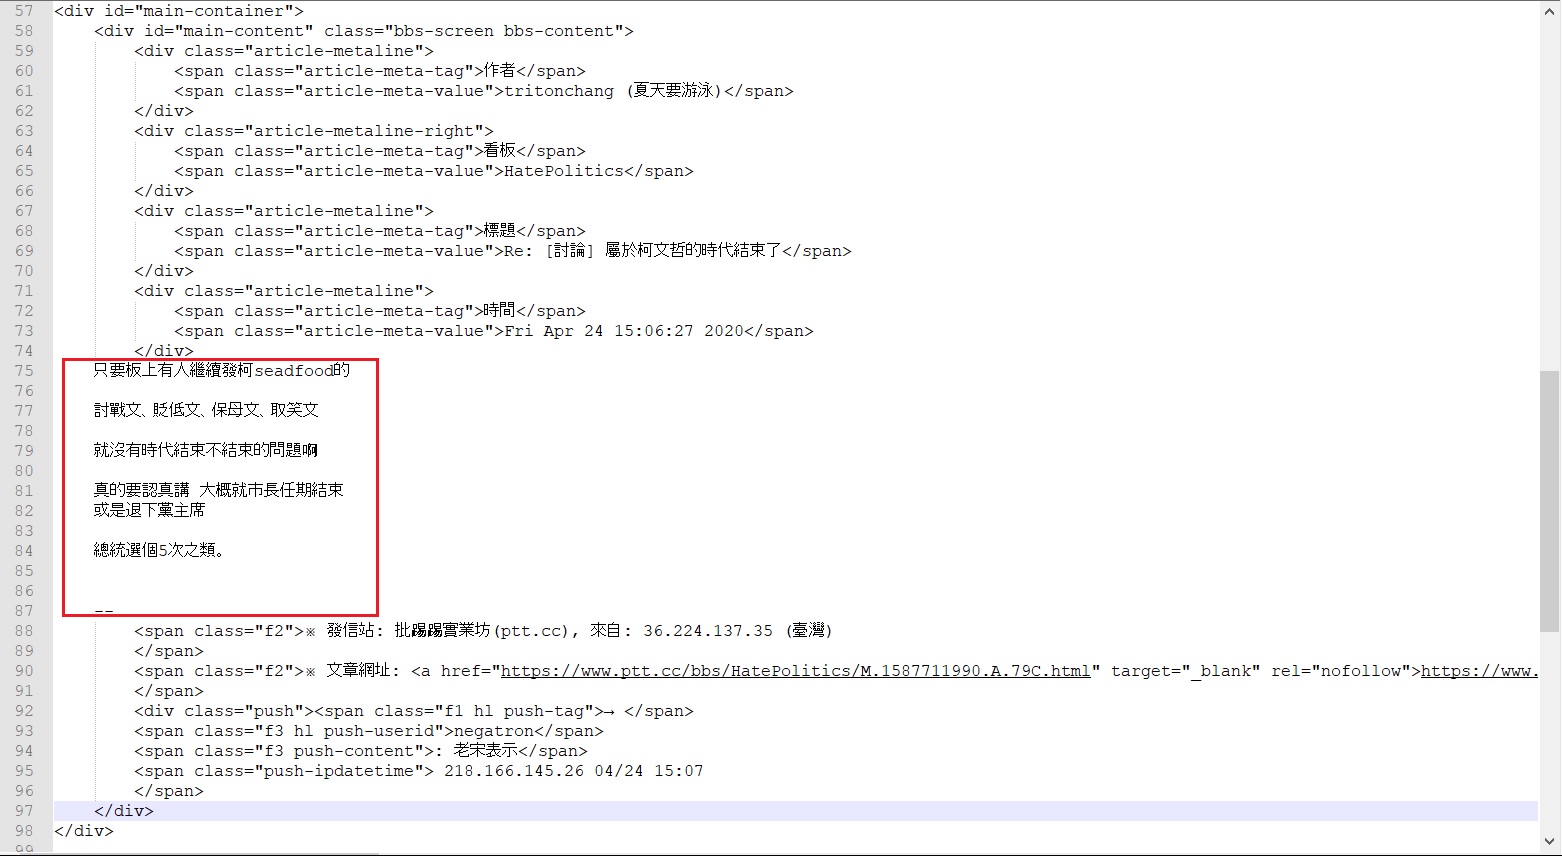 57 <div id="main-container">
58 <div id="main-content" class="bbs-screen bbs-content">
59 <div class="article-metaline">
60 <span class="article-meta-tag">作者</span>
61 <span class="article-meta-value">tritonchang (夏天要游泳)</span>
62 </div>
63 <div class="article-metaline-right">
64 <span class="article-meta-tag">看板</span>
65 <span class="article-meta-value">HatePolitics</span>
66 </div>
67 <div class="article-metaline">
68 <span class="article-meta-tag">標題</span>
69 <span class="article-meta-value">Re: [討論] 屬於柯文哲的時代結束了</span>
70 </div>
71 <div class="article-metaline">
72 <span class="article-meta-tag">時間</span>
73 <span class="article-meta-value">Fri Apr 24 15:06:27 2020</span>
74 </div>
75 只要板上有人繼續發柯seadfood的
76
77 討戰文、貶低文、保母文、取笑文
78
79 就沒有時代結束不結束的問題啊
80
81 真的要認真講 大概就市長任期結束
82 或是退下黨主席
83
84 總統選個5次之類。
85
86
87 --
88 <span class="f2">※ 發信站: 批踢踢實業坊(ptt.cc), 來自: 36.224.137.35 (臺灣)
89 </span>
90 <span class="f2">※ 文章網址: <a href="https://www.ptt.cc/bbs/HatePolitics/M.1587711990.A.79C.html" target="_blank" rel="nofollow">https://www.
91 </span>
92 <div class="push"><span class="f1 hl push-tag">→ </span>
93 <span class="f3 hl push-userid">negatron</span>
94 <span class="f3 push-content">: 老宋表示</span>
95 <span class="push-ipdatetime"> 218.166.145.26 04/24 15:07
96 </span>
97 </div>
98 </div>
99